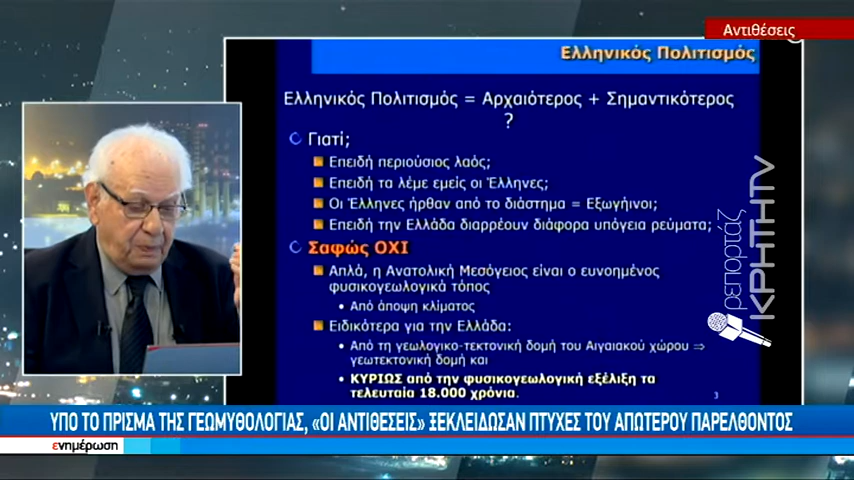 Αντιθέσεις
Ελληνικός Πολιτισμός
Ελληνικός Πολιτισμός = Αρχαιότερος + Σημαντικότερος
?
Γιατί;
Επειδή περιούσιος λαός;
Επειδή τα λέμε εμείς οι Έλληνες;
Οι Έλληνες ήρθαν από το διάστημα = Εξωγήινοι;
Επειδή την Ελλάδα διαρρέουν διάφορα υπόγεια ρεύματα;
Σαφώς ΟΧΙ
Απλά, η Ανατολική Μεσόγειος είναι ο ευνοημένος
φυσικογεωλογικά τόπος
Από άποψη κλίματος
Ειδικότερα για την Ελλάδα:
Από τη γεωλογικο-τεκτονική δομή του Αιγαιακού χώρου ⇒
γεωτεκτονική δομή και
ΚΥΡΙΩΣ από την φυσικογεωλογική εξέλιξη τα
τελευταία 18.000 χρόνια.
3
ρεπορτάζ
ΚΡΗΤΗTV
ΥΠΟ ΤΟ ΠΡΙΣΜΑ ΤΗΣ ΓΕΩΜΥΘΟΛΟΓΙΑΣ, «ΟΙ ΑΝΤΙΘΕΣΕΙΣ» ΞΕΚΛΕΙΔΩΣΑΝ ΠΤΥΧΕΣ ΤΟΥ ΑΠΩΤΕΡΟΥ ΠΑΡΕΛΘΟΝΤΟΣ
ενημέρωση